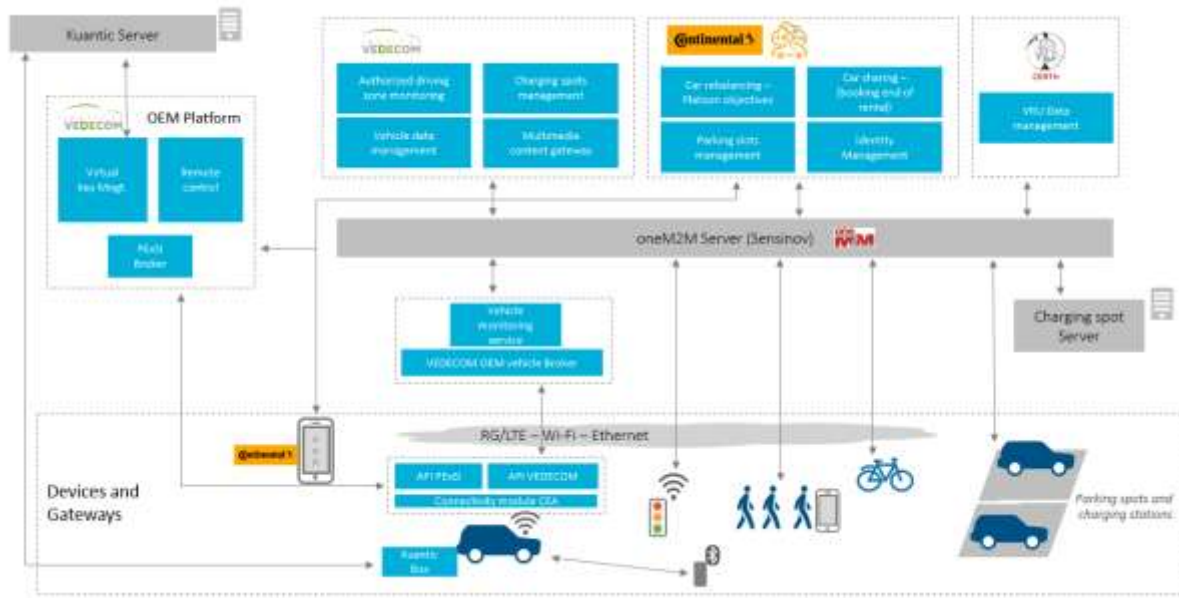 Kuantic Server
VEDECOM
OEM Platform
Virtual
Key Mngt
Remote
control
Broker
VEDECOM
Authorized driving
zone monitoring
Charging spots
management
Vehicle data
management
Multimedia
content gateway
Continental
Car rebalancing –
Platoon objectives
Car sharing –
(booking end of
rental)
Parking slots
management
Identity
Management
CERTH
VRU Data
management
oneM2M Server (Sensinov)
one
M2M
Vehicle
Monitoring
service
VEDECOM OEM vehicle Broker
Charging spot
Server
RG/LTE – Wi-Fi – Ethernet
Continental
Devices and
Gateways
API
API VEDECOM
Connectivity module CEA
Kuantic
Box
Parking spots and
charging stations